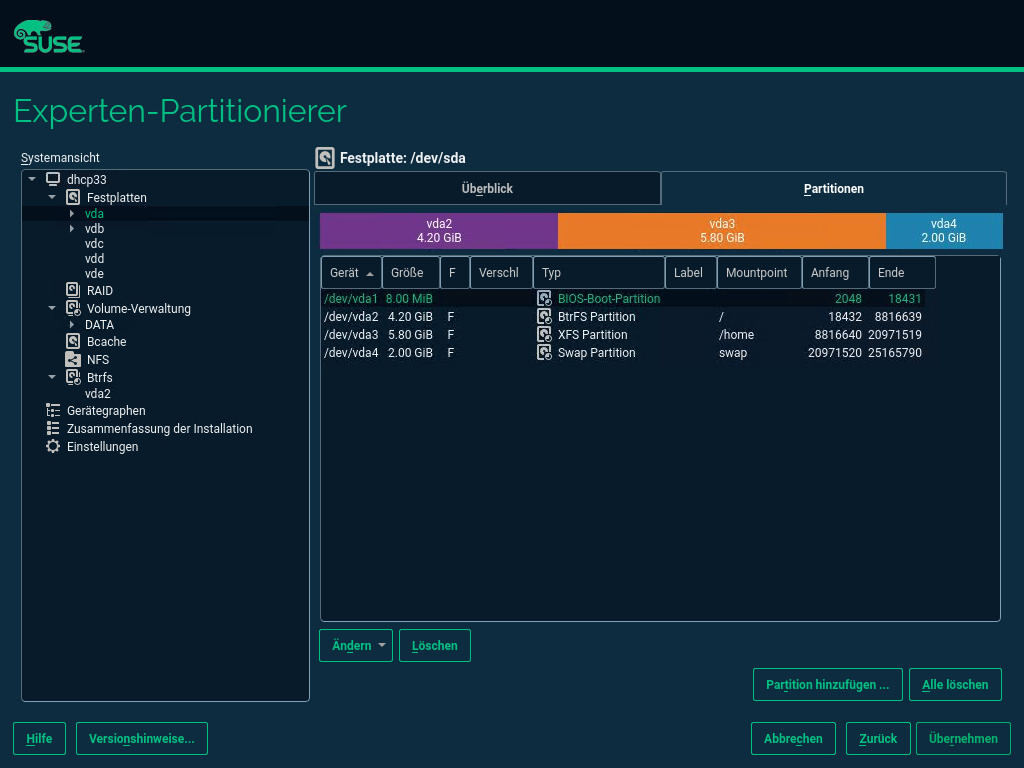 SUSE
Experten-Partitionierer
Systemansicht
dhcp33
Festplatten
vda
vdb
vdc
vdd
vde
RAID
Volume-Verwaltung
DATA
Bcache
NFS
Btrfs
vda2
Gerätegraphen
Zusammenfassung der Installation
Einstellungen
Festplatte: /dev/sda
Überblick Partitionen
vda2 vda3 vda4
4.20 GiB 5.80 GiB 2.00 GiB
Gerät Größe F Verschl Typ Label Mountpoint Anfang Ende
/dev/vda1 8.00 MiB BIOS-Boot-Partition 2048 18431
/dev/vda2 4.20 GiB F BtrFS Partition / 18432 8816639
/dev/vda3 5.80 GiB F XFS Partition /home 8816640 20971519
/dev/vda4 2.00 GiB F Swap Partition swap 20971520 25165790
Ändern Löschen
Partition hinzufügen ... Alle löschen
Hilfe Versionshinweise... Abbrechen Zurück Übernehmen